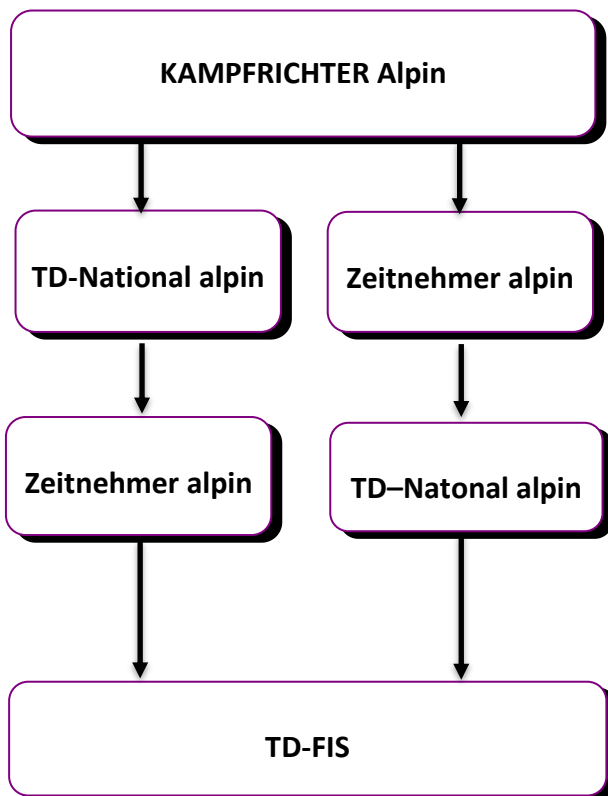 KAMPFRICHTER Alpin
TD-National alpin
Zeitnehmer alpin
Zeitnehmer alpin
TD–Natonal alpin
TD-FIS